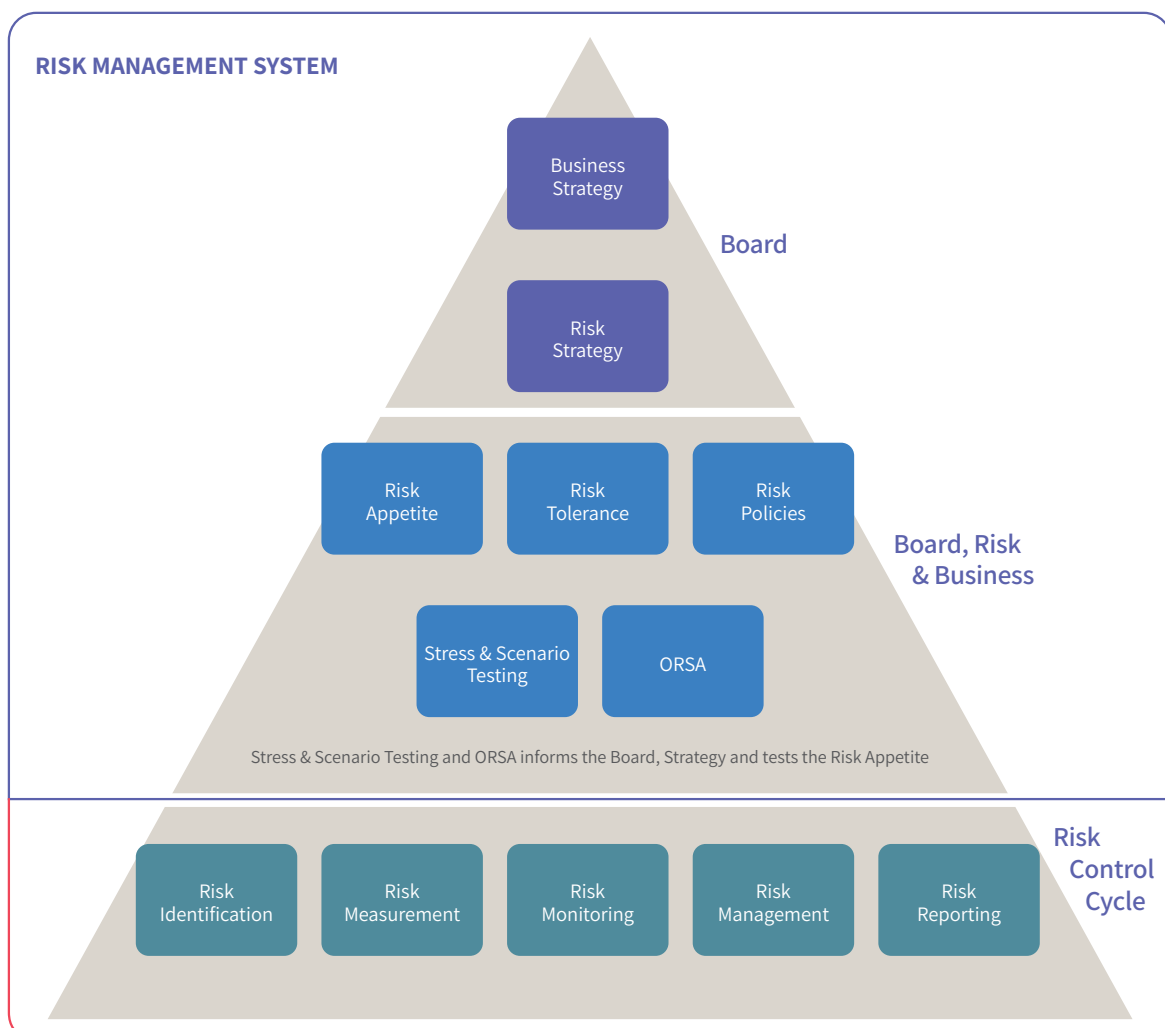 RISK MANAGEMENT SYSTEM
Business
Strategy
Board
Risk
Strategy
Risk
Appetite
Risk
Tolerance
Risk
Policies
Board, Risk
& Business
Stress & Scenario
Testing
ORSA
Stress & Scenario Testing and ORSA informs the Board, Strategy and tests the Risk Appetite
Risk
Control
Cycle
Risk
Identification
Risk
Measurement
Risk
Monitoring
Risk
Management
Risk
Reporting